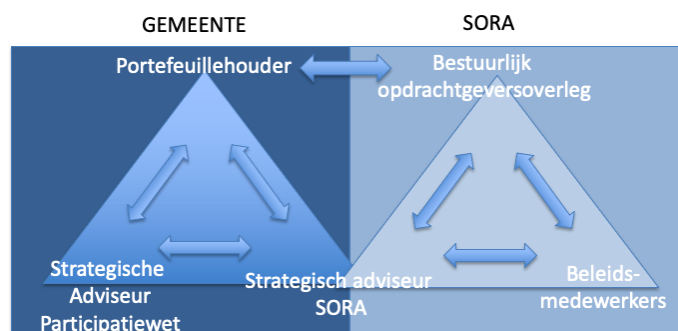 GEMEENTE
SORA
Portefeuillehouder
Bestuurlijk
opdrachtgeversoverleg
Strategische
Adviseur
Participatiewet
Strategisch adviseur
SORA
Beleids-
medewerkers